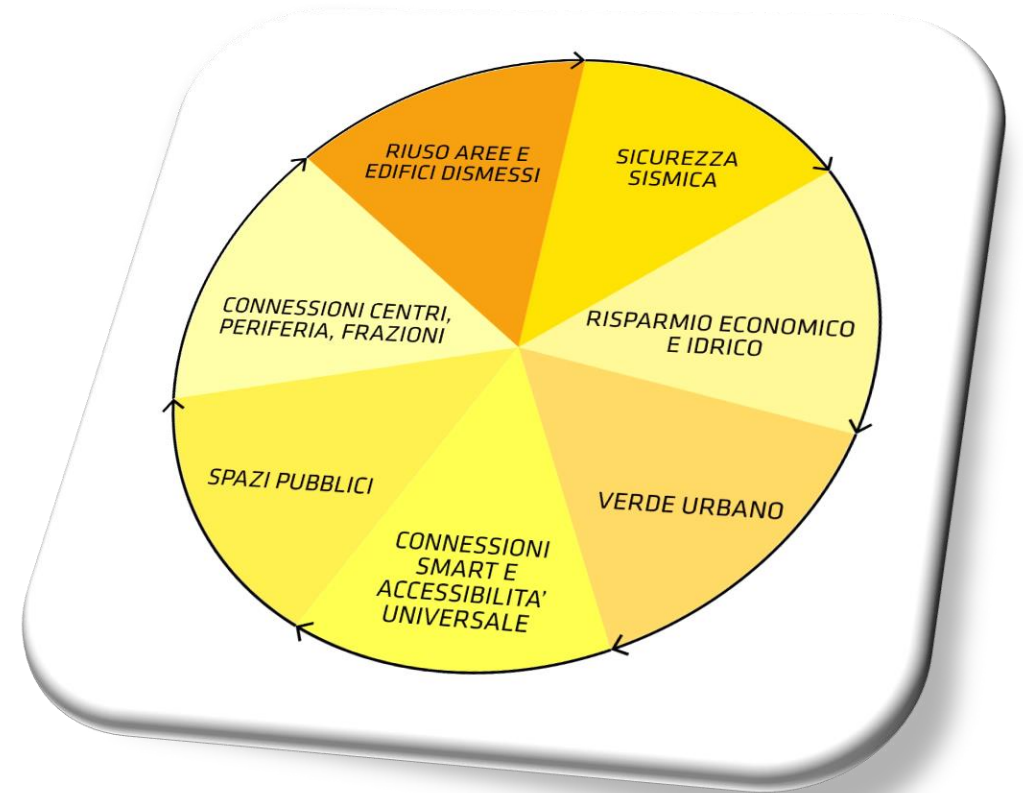 RIUSO AREE E
EDIFICI DISMESSI
SICUREZZA
SISMICA
RISPARMIO ECONOMICO
E IDRICO
VERDE URBANO
CONNESSIONI
SMART E
ACCESSIBILITA'
UNIVERSALE
SPAZI PUBBLICI
CONNESSIONI CENTRI,
PERIFERIA, FRAZIONI